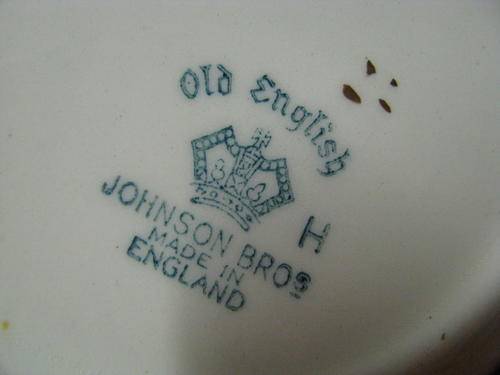 Old English
H
JOHNSON BROS
MADE IN
ENGLAND